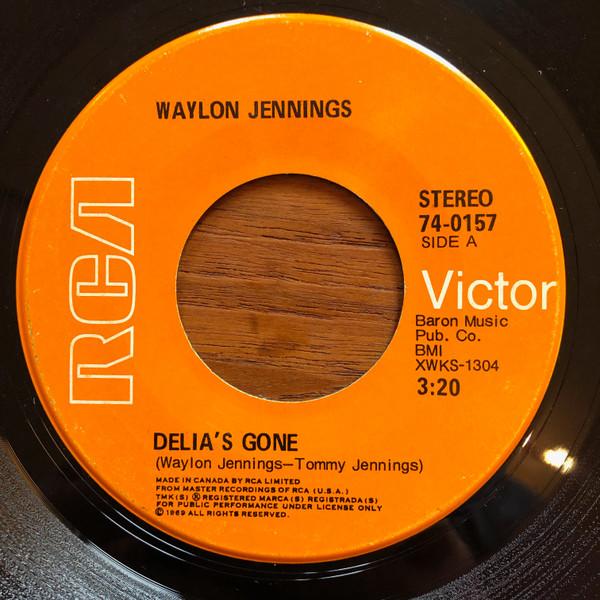 WAYLON JENNINGS
RCA
STEREO
74-0157
SIDE A
Victor
Baron Music
Pub. Co.
BMI
XWKS-1304
3:20
DELIA'S GONE
(Waylon Jennings—Tommy Jennings)
MADE IN CANADA BY RCA LIMITED
FROM MASTER RECORDINGS OF RCA (U.S.A.)
TMK(S) ® REGISTERED MARCA(S) REGISTRADA(S)
FOR PUBLIC PERFORMANCE UNDER LICENSE ONLY
© 1969 ALL RIGHTS RESERVED.